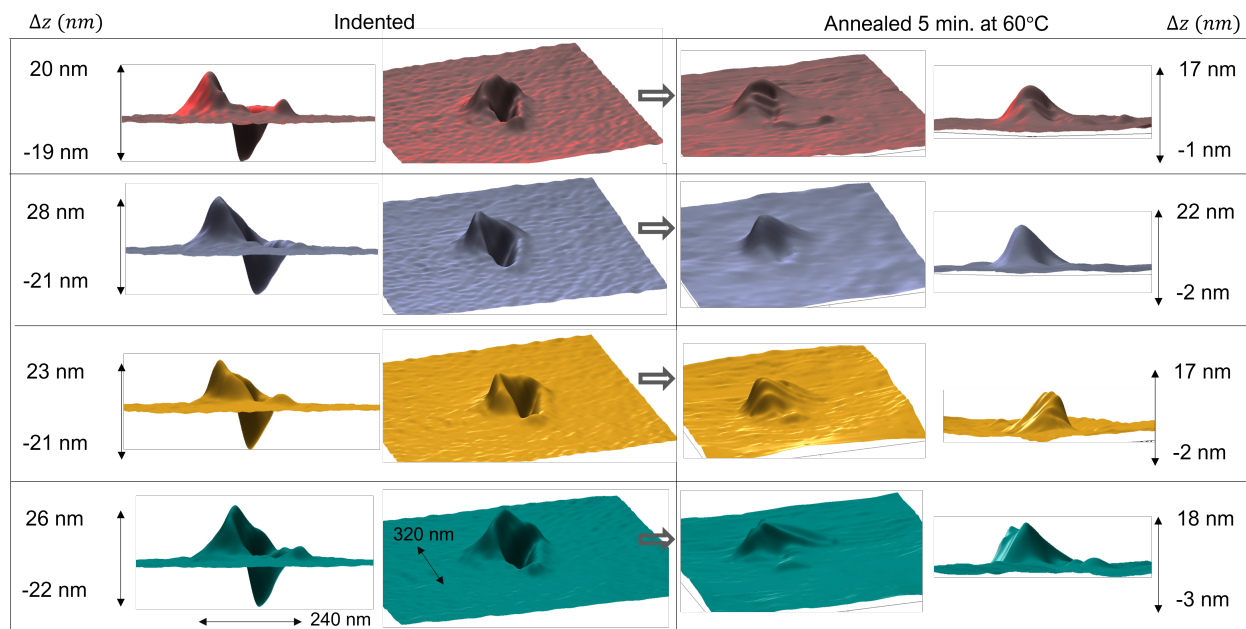 Δz (nm)
Indented
Annealed 5 min. at 60°C
Δz (nm)
20 nm
-19 nm
17 nm
-1 nm
28 nm
-21 nm
22 nm
-2 nm
23 nm
-21 nm
17 nm
-2 nm
26 nm
-22 nm
240 nm
320 nm
18 nm
-3 nm